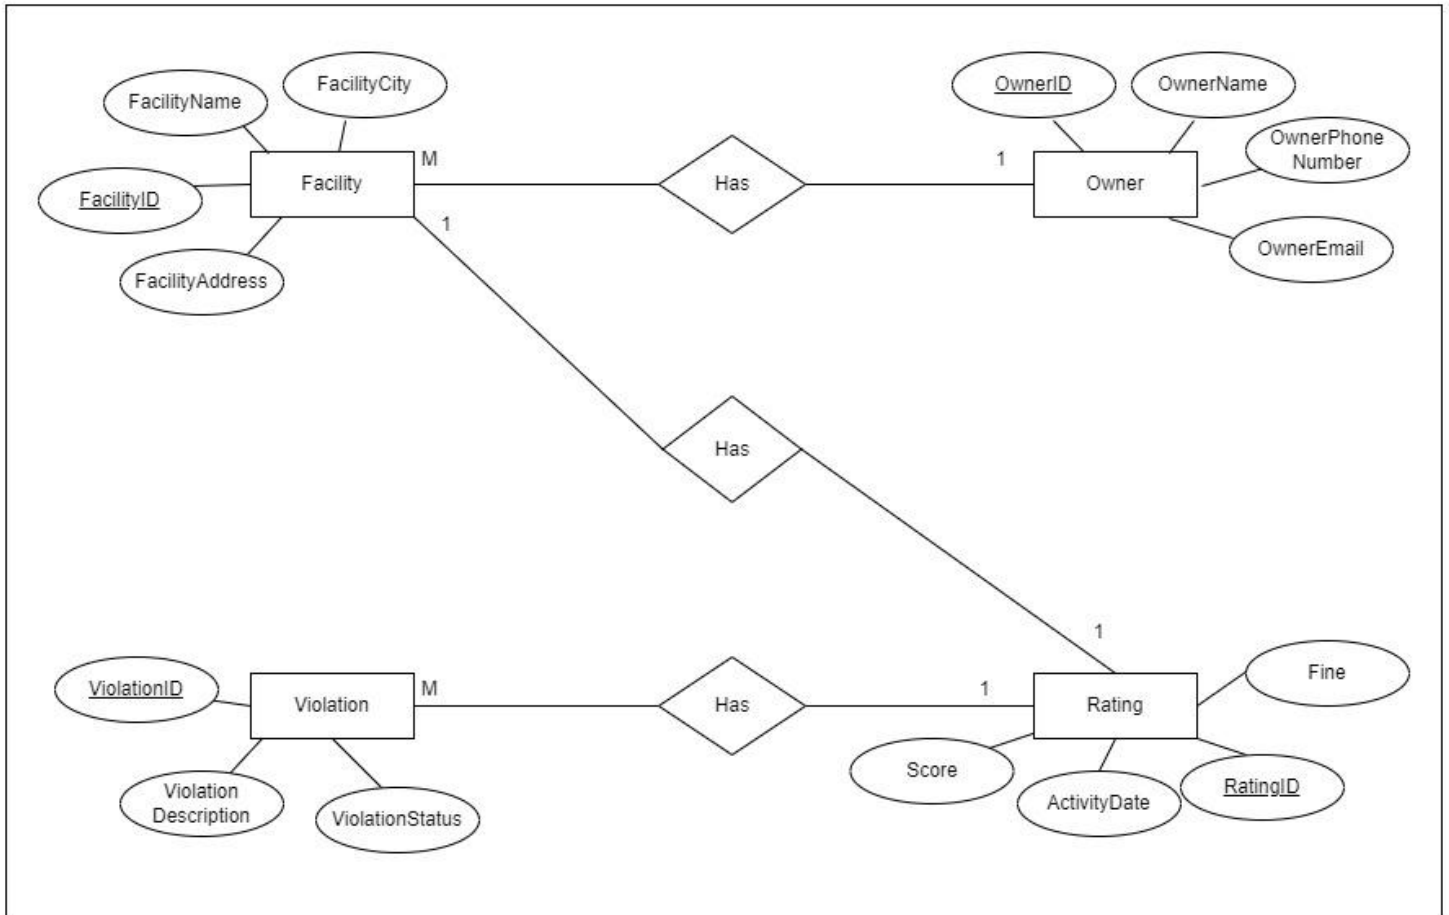 FacilityCity
FacilityName
OwnerID
OwnerName
OwnerPhone
Number
M
1
Facility
Has
Owner
FacilityID
1
OwnerEmail
FacilityAddress
Has
1
Fine
ViolationID
M
1
Violation
Has
Rating
Score
Violation
Description
ViolationStatus
ActivityDate
RatingID